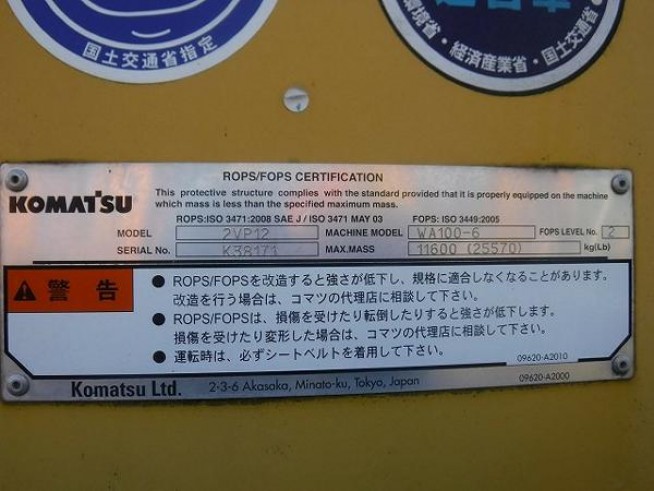 国土交通省指定
環境省・経済産業省・国土交通省
ROPS/FOPS CERTIFICATION
KOMATSU
This protective structure complies with the standard provided that it is properly equipped on the machine
which mass is less than the specified maximum mass.
ROPS:ISO 3471:2008 SAE J / ISO 3471 MAY 03 FOPS: ISO 3449:2005
MODEL 2VP12 MACHINE MODEL WA100-6 FOPS LEVEL No. 2
SERIAL No. K38171 MAX.MASS 11600 (25570) kg(Lb)
警告
● ROPS/FOPSを改造すると強さが低下し、規格に適合しなくなることがあります。
改造を行う場合は、コマツの代理店に相談して下さい。
● ROPS/FOPSは、損傷を受けたり転倒したりすると強さが低下します。
損傷を受けたり変形した場合は、コマツの代理店に相談して下さい。
● 運転時は、必ずシートベルトを着用して下さい。
09620-A2010
Komatsu Ltd. 2-3-6 Akasaka, Minato-ku, Tokyo, Japan 09620-A2000